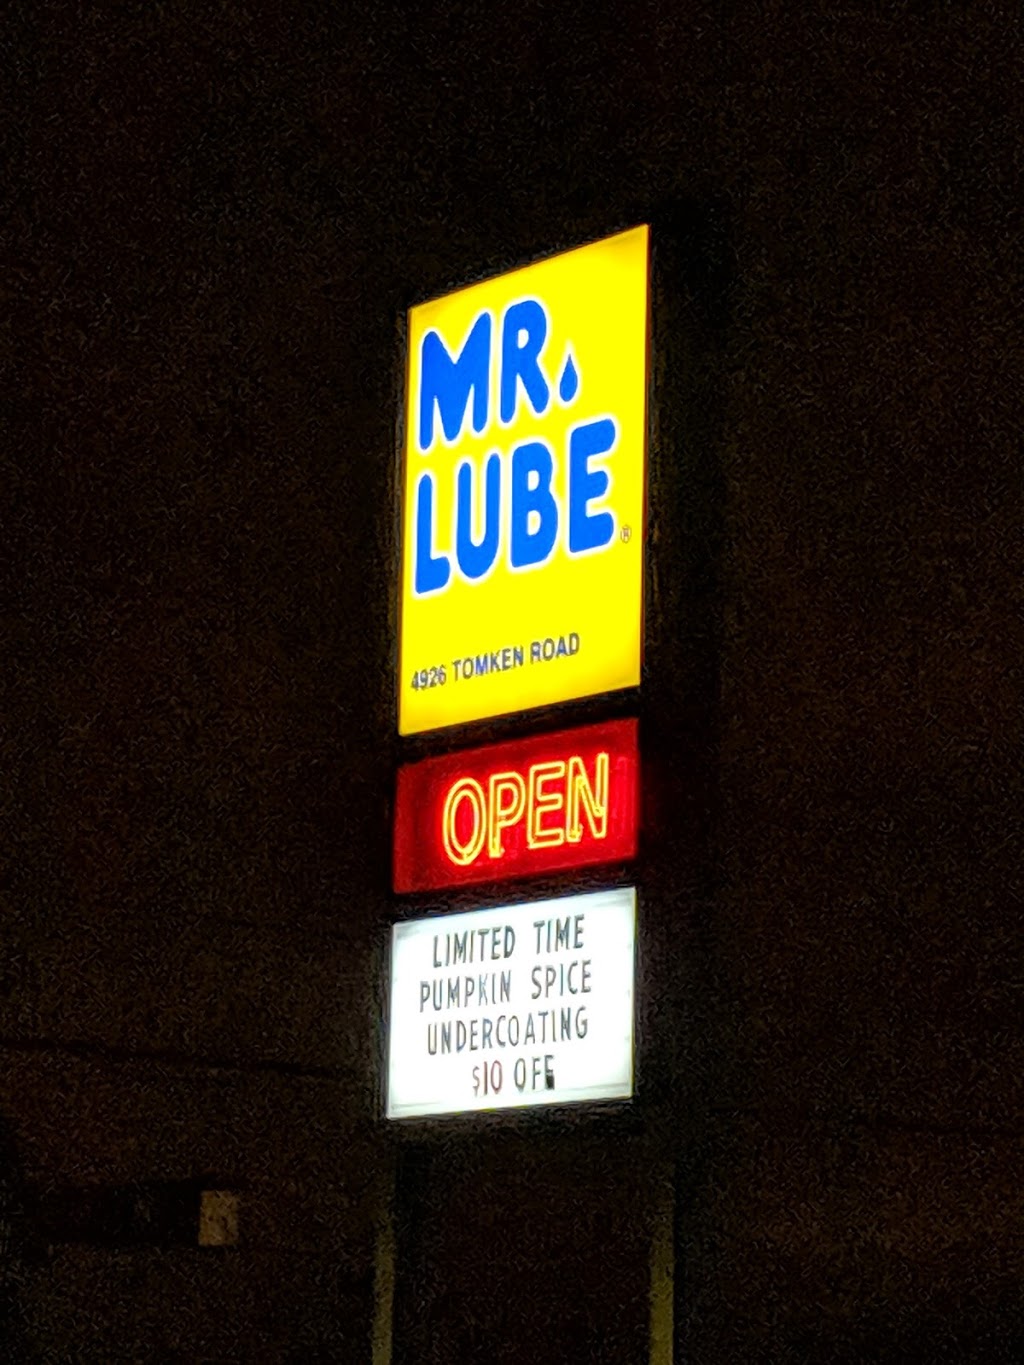 MR.
LUBE®
4926 TOMKEN ROAD
OPEN
LIMITED TIME
PUMPKIN SPICE
UNDERCOATING
$10 OFF